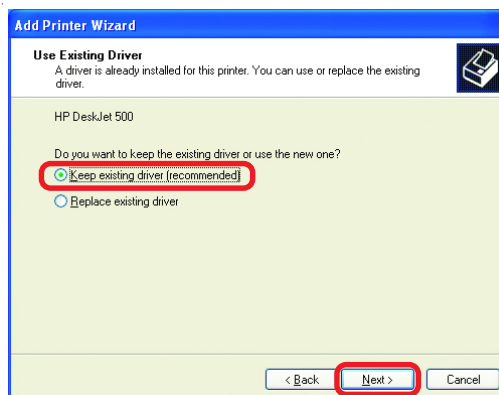 Add Printer Wizard
Use Existing Driver
A driver is already installed for this printer. You can use or replace the existing
driver.
HP DeskJet 500
Do you want to keep the existing driver or use the new one?
Keep existing driver (recommended)
Replace existing driver
< Back Next > Cancel